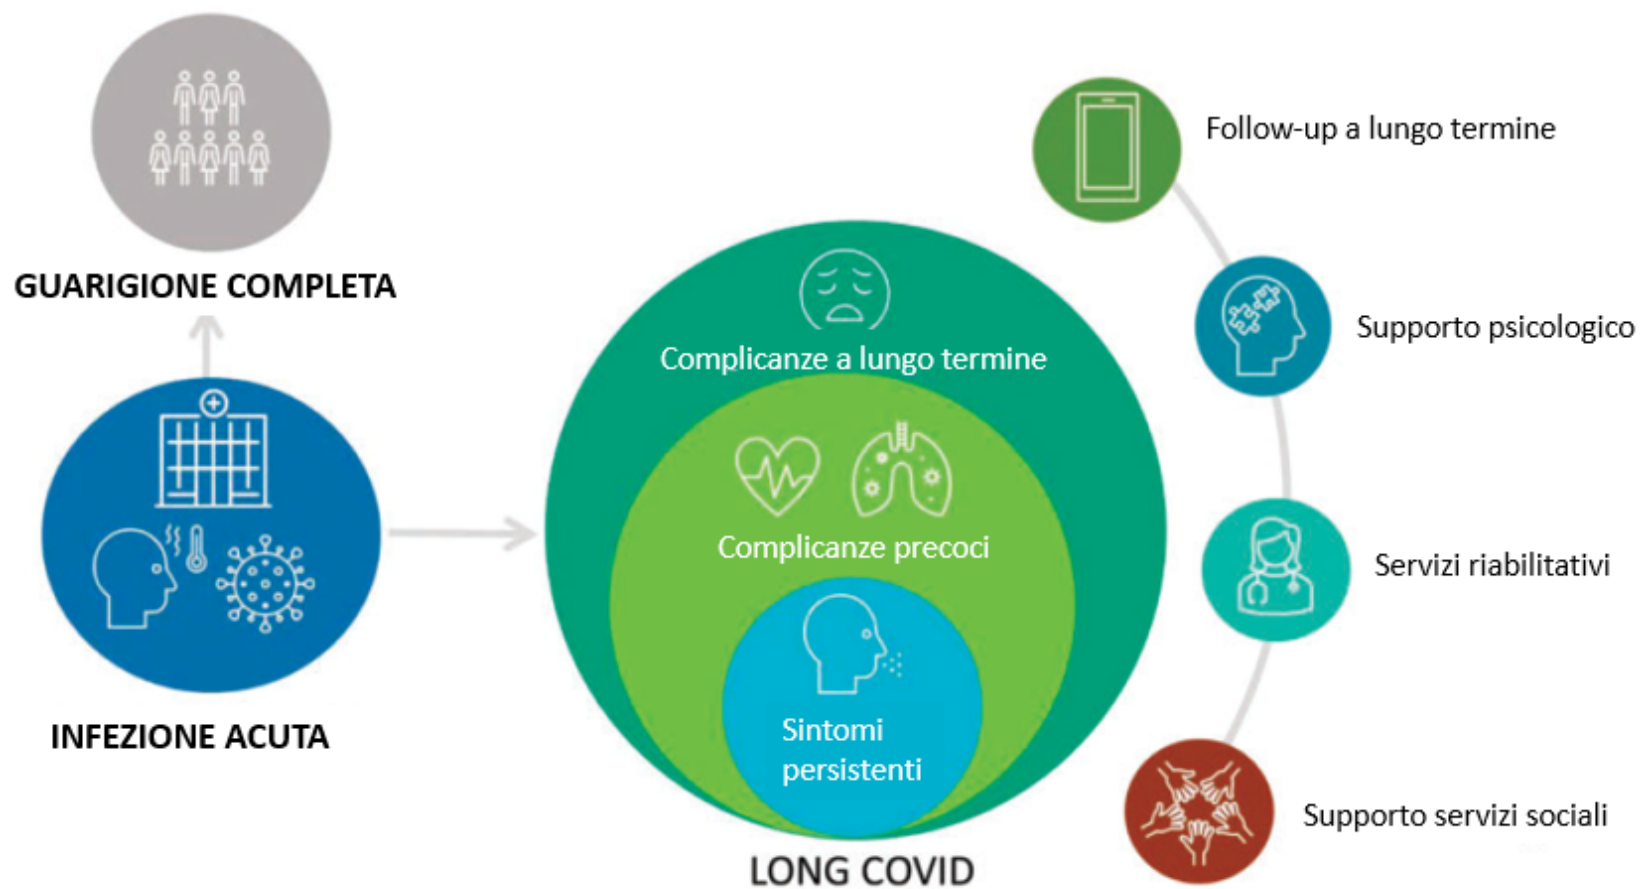 GUARIGIONE COMPLETA
INFEZIONE ACUTA
Complicanze a lungo termine
Complicanze precoci
Sintomi
persistenti
LONG COVID
Follow-up a lungo termine
Supporto psicologico
Servizi riabilitativi
Supporto servizi sociali